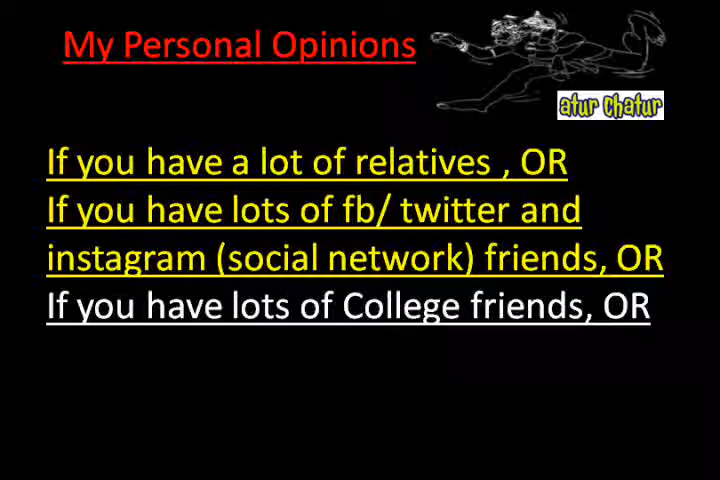 My Personal Opinions
atur chatur
If you have a lot of relatives , OR
If you have lots of fb/ twitter and
instagram (social network) friends, OR
If you have lots of College friends, OR